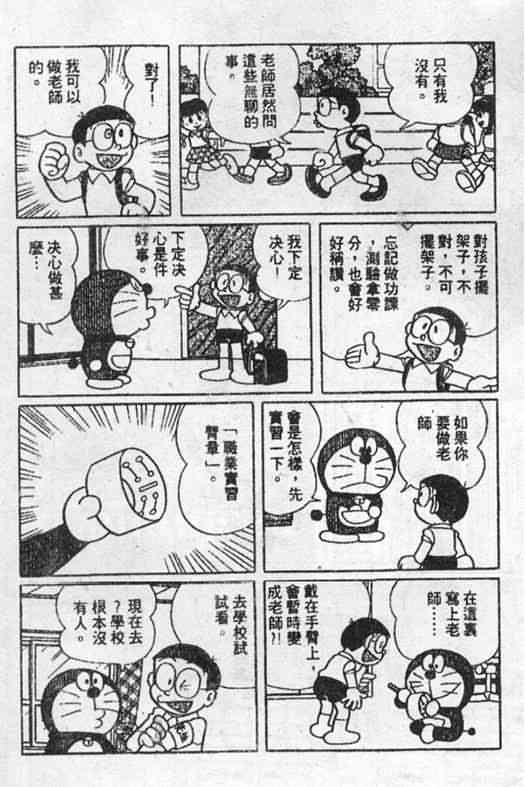 只有我
沒有。
老師居然問
這些無聊的
事。
對了！
我可以
做老師
的。
對孩子擺
架子，不
對，不可
擺架子。
忘記做功課
，測驗拿零
分，也會好
好稱讚。
我下定
決心！
下定決
心是件
好事。
決心做甚
麼…
如果你
要做老
師
會是怎樣，先
實習一下。
「職業實習
臂章」。
在這裏
寫上老
師……
戴在手臂上，
會暫時變
成老師?!
去學校試
試看。
現在去
學校？
根本沒
有人。